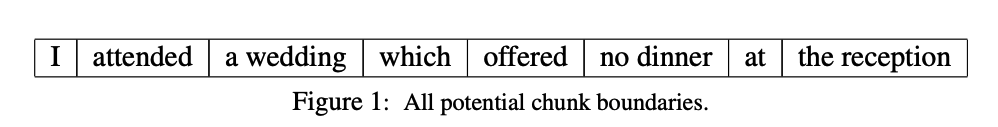 I attended a wedding which offered no dinner at the reception
Figure 1: All potential chunk boundaries.